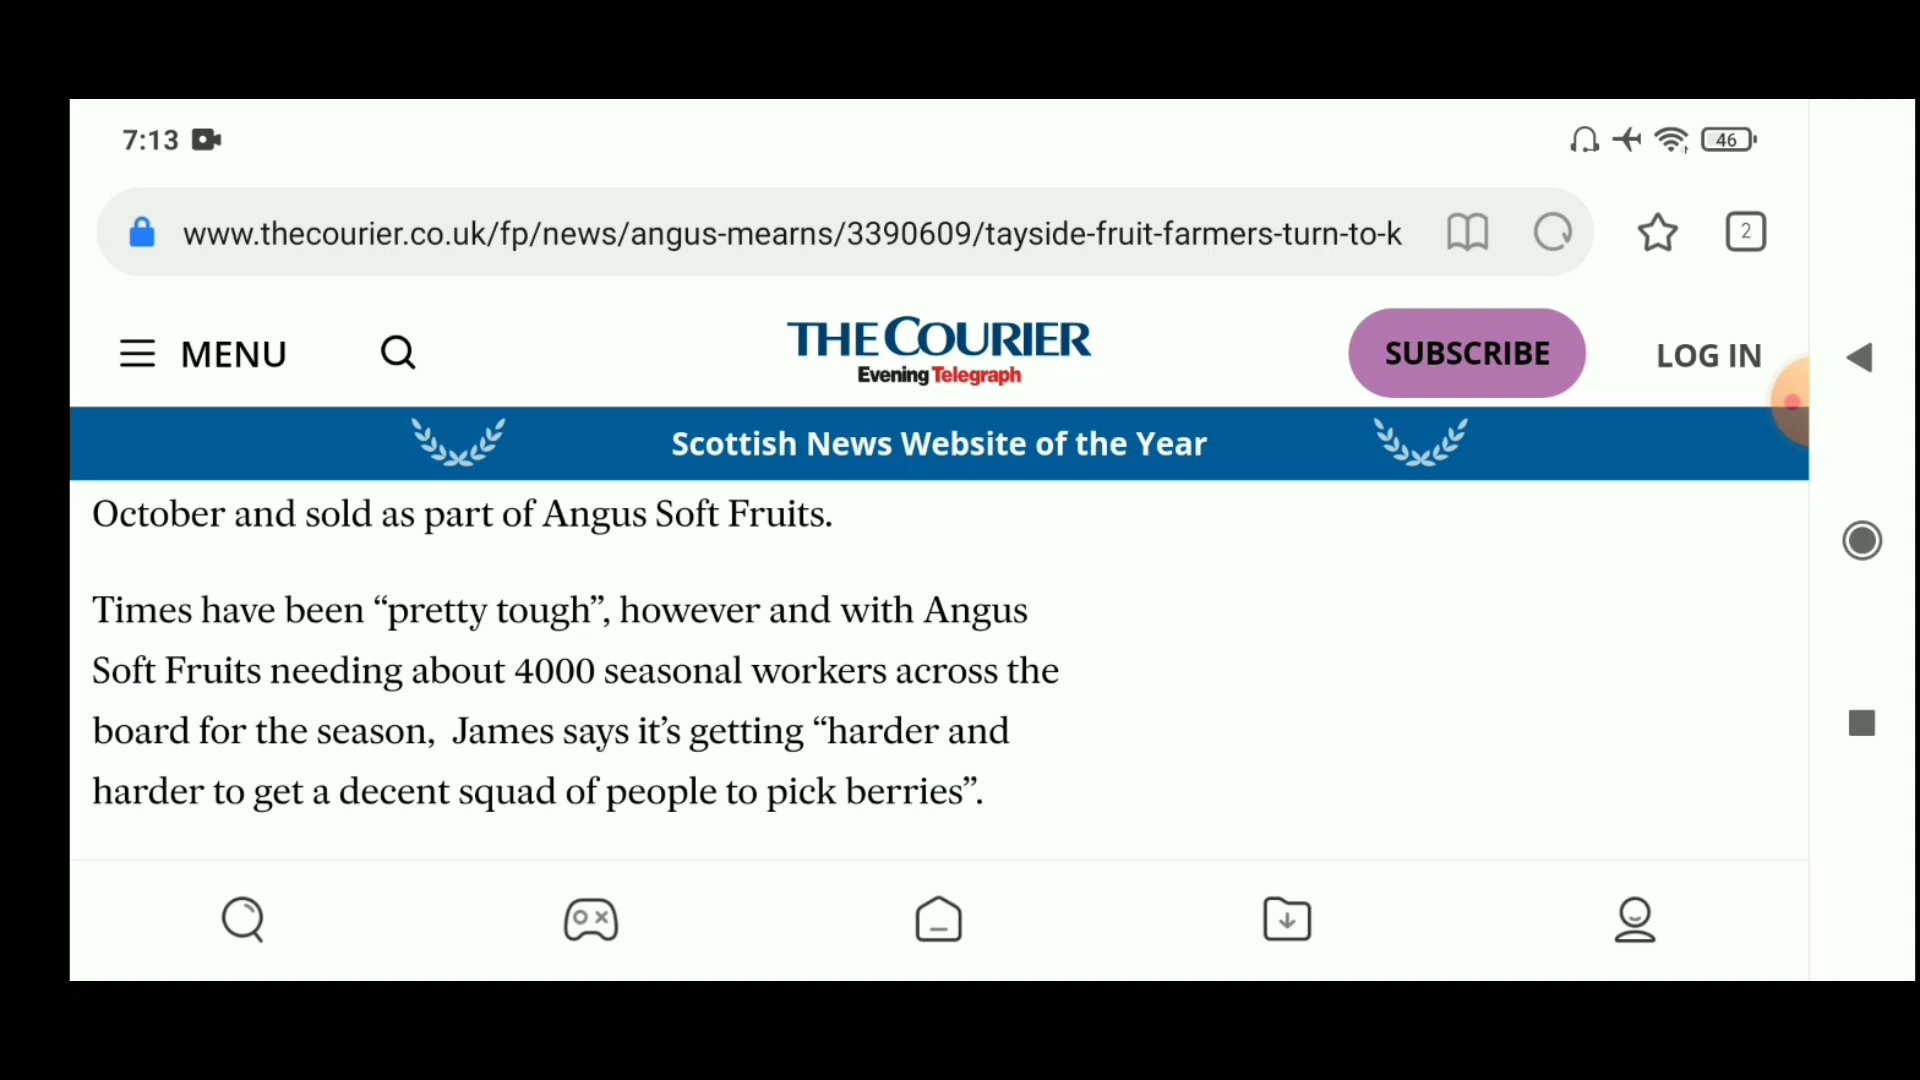 7:13
46
www.thecourier.co.uk/fp/news/angus-mearns/3390609/tayside-fruit-farmers-turn-to-k
2
MENU
THE COURIER
Evening Telegraph
SUBSCRIBE
LOG IN
Scottish News Website of the Year
October and sold as part of Angus Soft Fruits.
Times have been “pretty tough”, however and with Angus
Soft Fruits needing about 4000 seasonal workers across the
board for the season,  James says it’s getting “harder and
harder to get a decent squad of people to pick berries”.